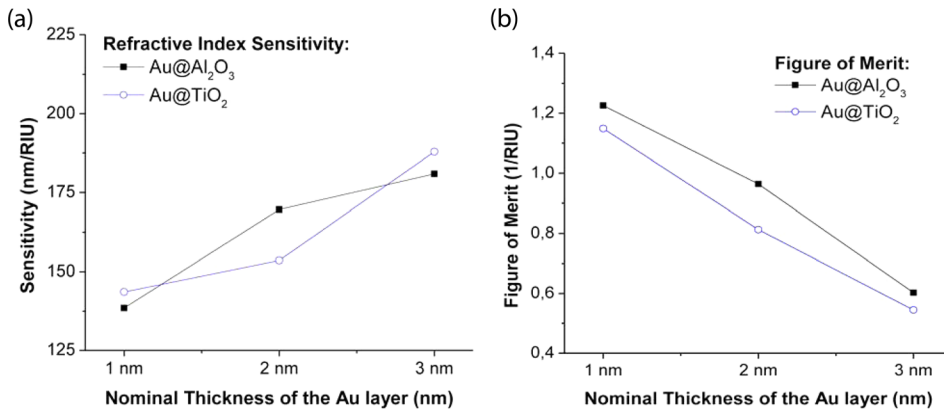 (a)
225
200
175
150
125
Sensitivity (nm/RIU)
Refractive Index Sensitivity:
Au@Al₂O₃
Au@TiO₂
1 nm 2 nm 3 nm
Nominal Thickness of the Au layer (nm)
(b)
1,4
1,2
1,0
0,8
0,6
0,4
Figure of Merit (1/RIU)
Figure of Merit:
Au@Al₂O₃
Au@TiO₂
1 nm 2 nm 3 nm
Nominal Thickness of the Au layer (nm)